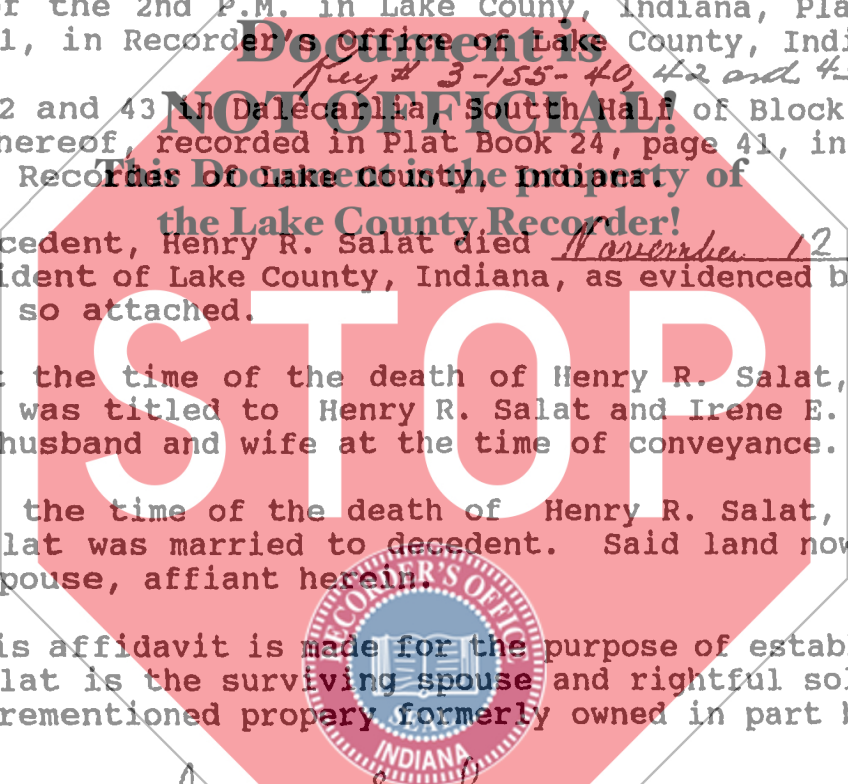 of the 2nd P.M. in Lake Couny, Indiana, Pla
1, in Recorder's Office of Lake County, Indi
Document is
Key # 3-155-40, 42 and 43
2 and 43 in Dalecarlia, Soutth Half of Block
NOT OFFICIAL!
hereof, recorded in Plat Book 24, page 41, in
Recorder of Lake County, Indiana.
This Document is the property of
the Lake County Recorder!
cedent, Henry R. Salat died November 12
ident of Lake County, Indiana, as evidenced b
so attached.
STOP
t the time of the death of Henry R. Salat,
was titled to Henry R. Salat and Irene E.
husband and wife at the time of conveyance.
the time of the death of Henry R. Salat,
lat was married to decedent. Said land now
pouse, affiant herein.
RECORDER'S OFFICE
is affidavit is made for the purpose of estab
lat is the surviving spouse and rightful sol
rementioned propery formerly owned in part b
SEAL
INDIANA